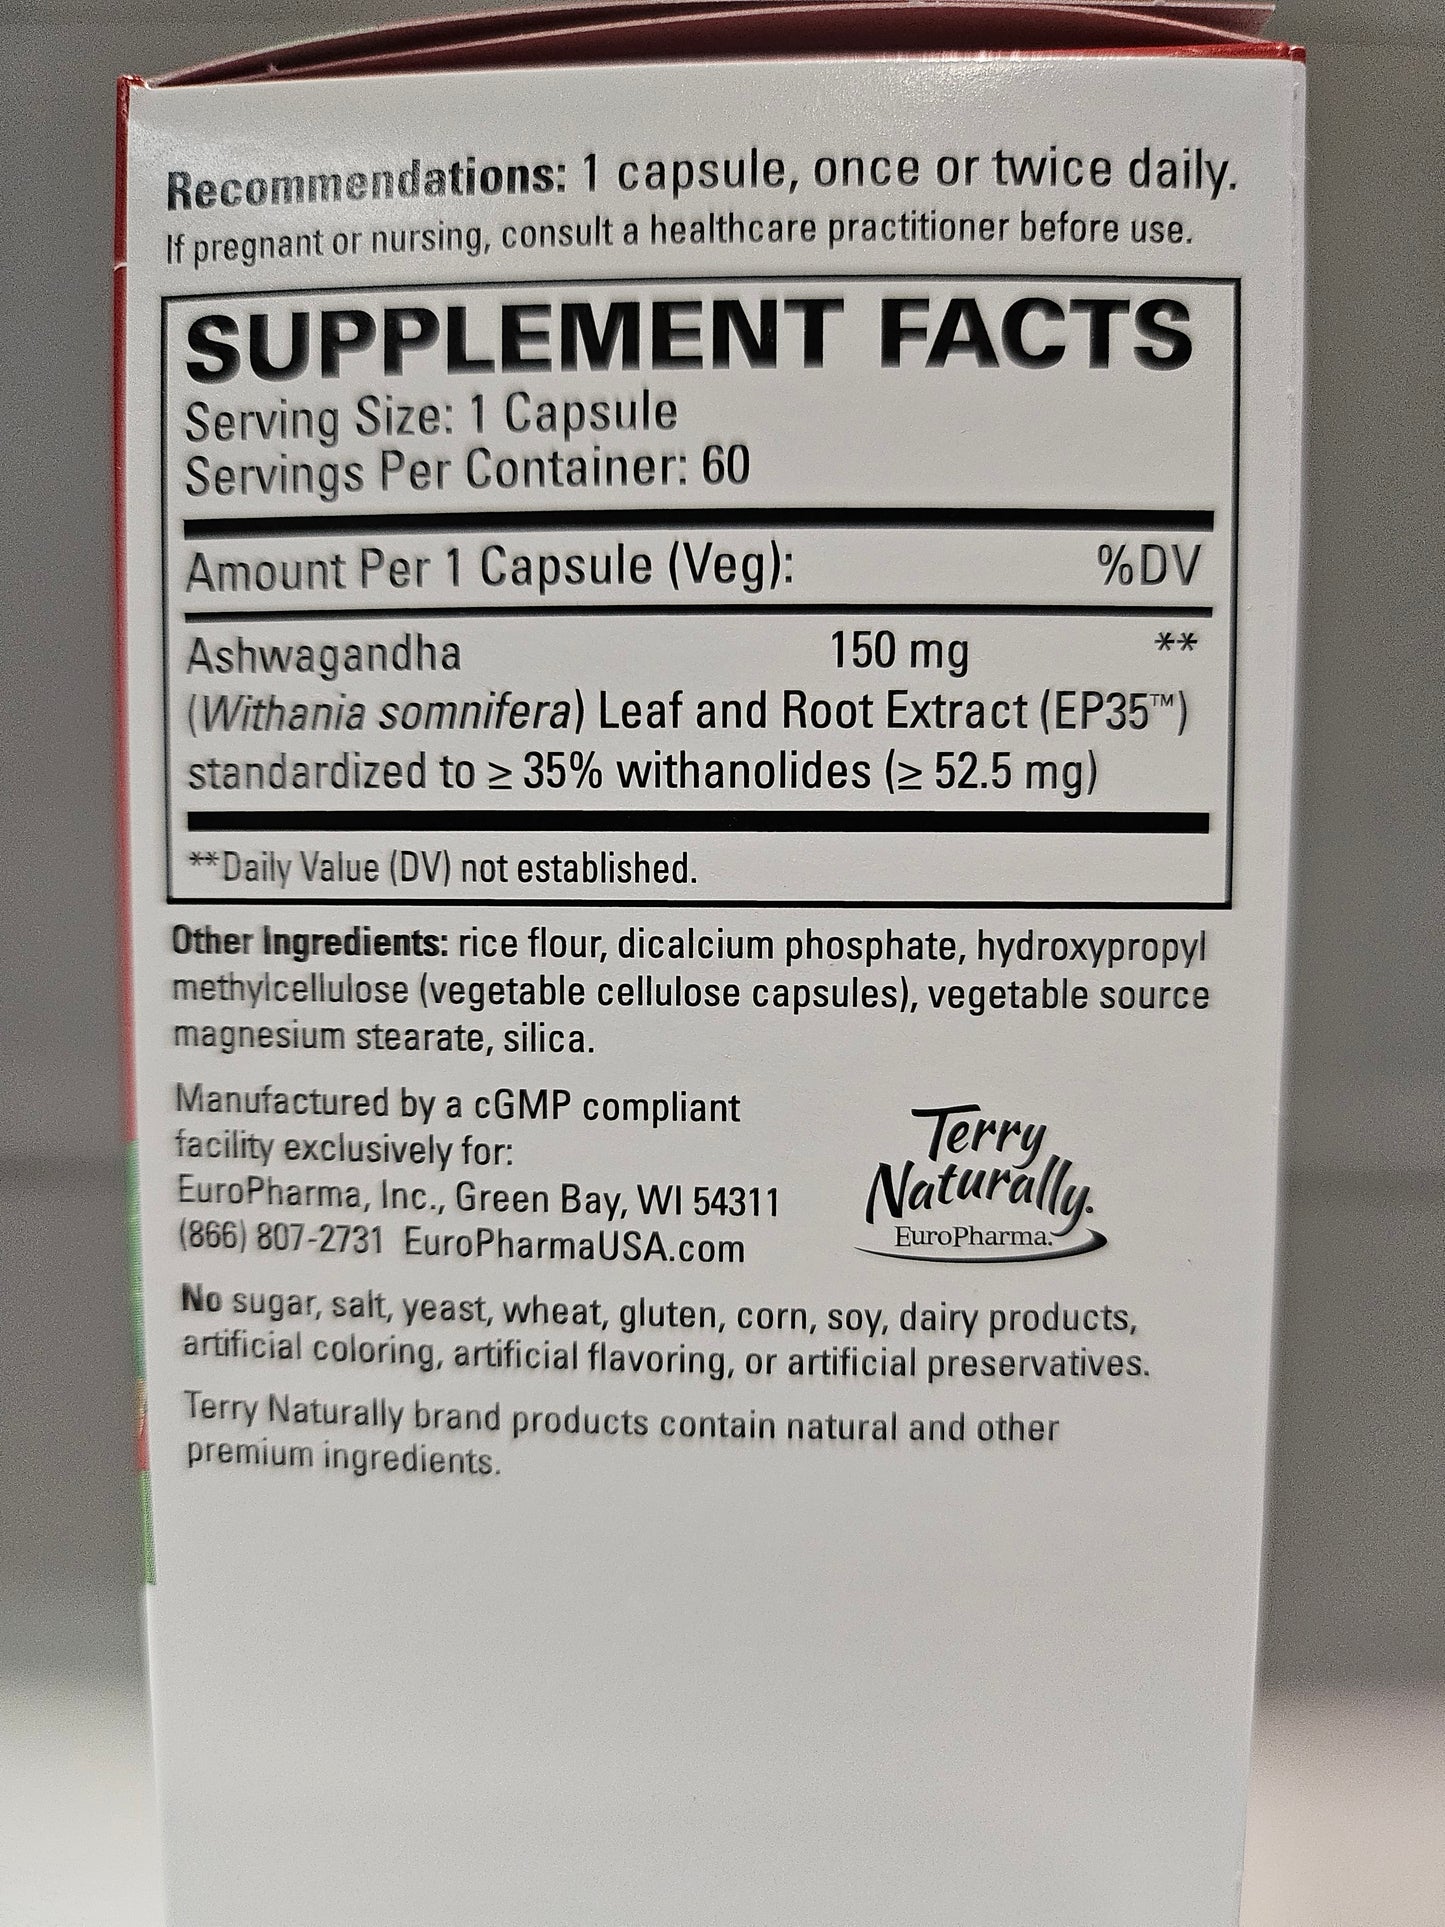 Recommendations: 1 capsule, once or twice daily.
If pregnant or nursing, consult a healthcare practitioner before use.
SUPPLEMENT FACTS
Serving Size: 1 Capsule
Servings Per Container: 60
Amount Per 1 Capsule (Veg): %DV
Ashwagandha 150 mg **
(Withania somnifera) Leaf and Root Extract (EP35™)
standardized to ≥ 35% withanolides (≥ 52.5 mg)
**Daily Value (DV) not established.
Other Ingredients: rice flour, dicalcium phosphate, hydroxypropyl
methylcellulose (vegetable cellulose capsules), vegetable source
magnesium stearate, silica.
Manufactured by a cGMP compliant
facility exclusively for:
EuroPharma, Inc., Green Bay, WI 54311
(866) 807-2731 EuroPharmaUSA.com
Terry
Naturally.
EuroPharma.
No sugar, salt, yeast, wheat, gluten, corn, soy, dairy products,
artificial coloring, artificial flavoring, or artificial preservatives.
Terry Naturally brand products contain natural and other
premium ingredients.